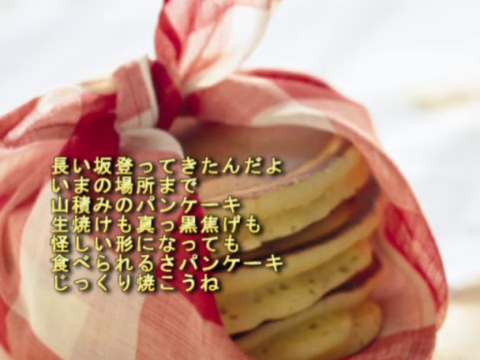 長い坂登ってきたんだよ
いまの場所まで
山積みのパンケーキ
生焼けも真っ黒焦げも
怪しい形になっても
食べられるさパンケーキ
じっくり焼こうね